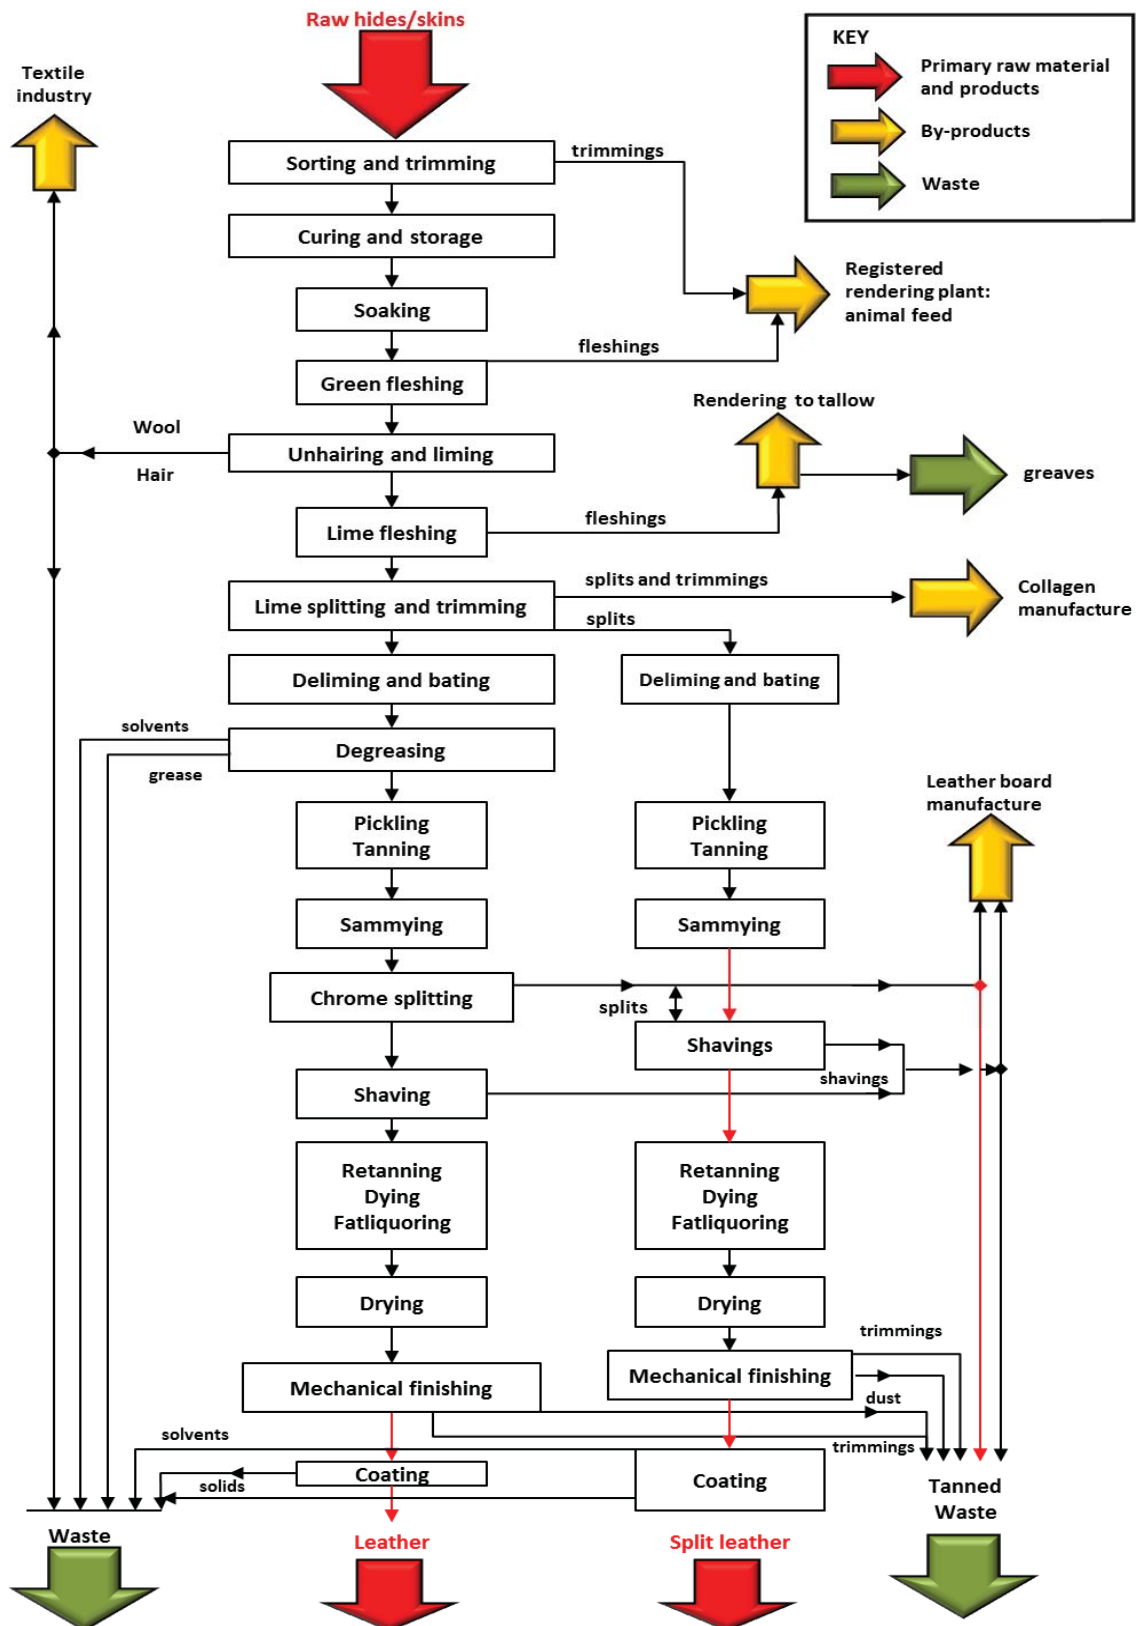 Raw hides/skins
KEY
Primary raw material
and products
By-products
Waste
Textile
industry
Sorting and trimming
trimmings
Curing and storage
Registered
rendering plant:
animal feed
Soaking
fleshings
Green fleshing
Rendering to tallow
Wool
Unhairing and liming
Hair
greaves
fleshings
Lime fleshing
splits and trimmings
Collagen
manufacture
Lime splitting and trimming
splits
Deliming and bating
Deliming and bating
solvents
Degreasing
grease
Leather board
manufacture
Pickling
Tanning
Pickling
Tanning
Sammying
Sammying
Chrome splitting
splits
Shavings
shavings
Shaving
Retanning
Dying
Fatliquoring
Retanning
Dying
Fatliquoring
Drying
Drying
trimmings
Mechanical finishing
Mechanical finishing
dust
solvents
trimmings
Coating
solids
Coating
Tanned
Waste
Waste
Leather
Split leather